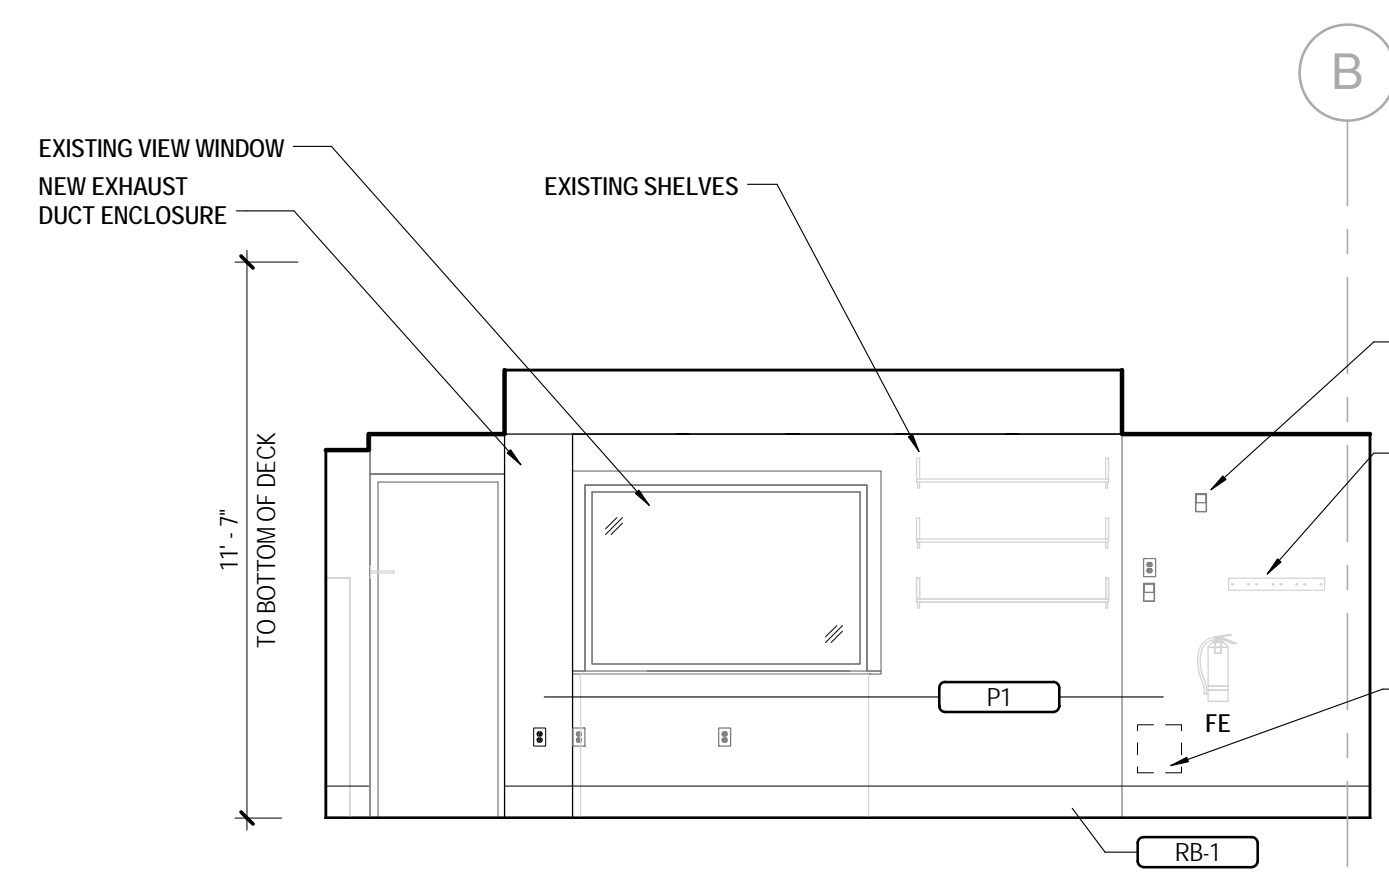 B
EXISTING VIEW WINDOW
NEW EXHAUST
DUCT ENCLOSURE
EXISTING SHELVES
11' - 7"
TO BOTTOM OF DECK
P1
FE
RB-1